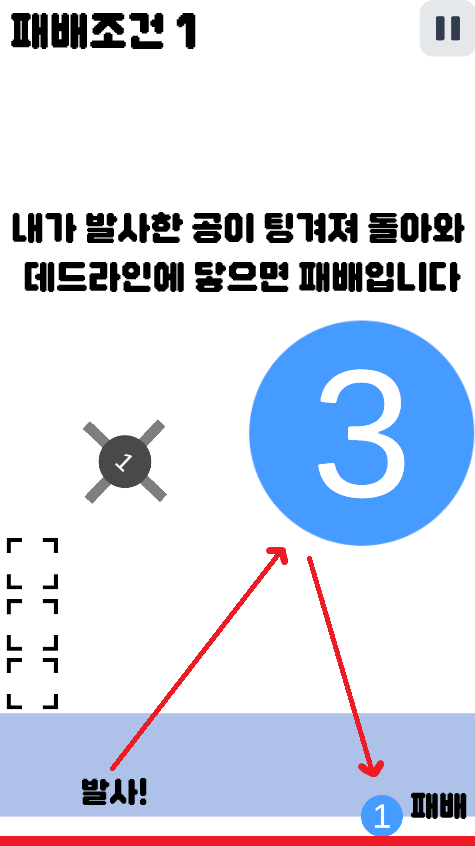 패배조건 1
내가 발사한 공이 팅겨져 돌아와
데드라인에 닿으면 패배입니다
3
1
발사!
1 패배